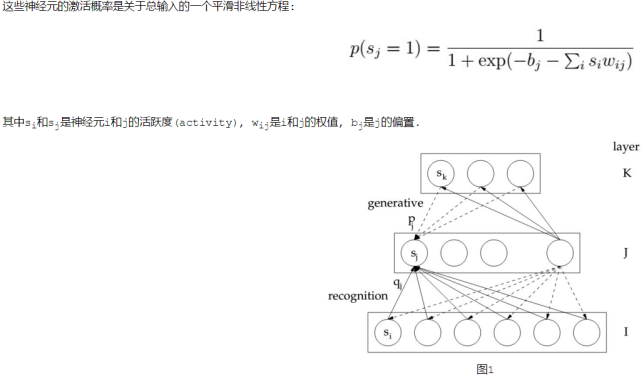 这些神经元的激活概率是关于总输入的一个平滑非线性方程:
p(s_j = 1) = 1 / (1 + exp(−b_j − ∑_i s_i w_ij))
其中s_i和s_j是神经元i和j的活跃度(activity), w_ij是i和j的权值, b_j是j的偏置.
layer
s_k
K
generative
p_j
s_j
J
q_j
recognition
s_i
I
图1